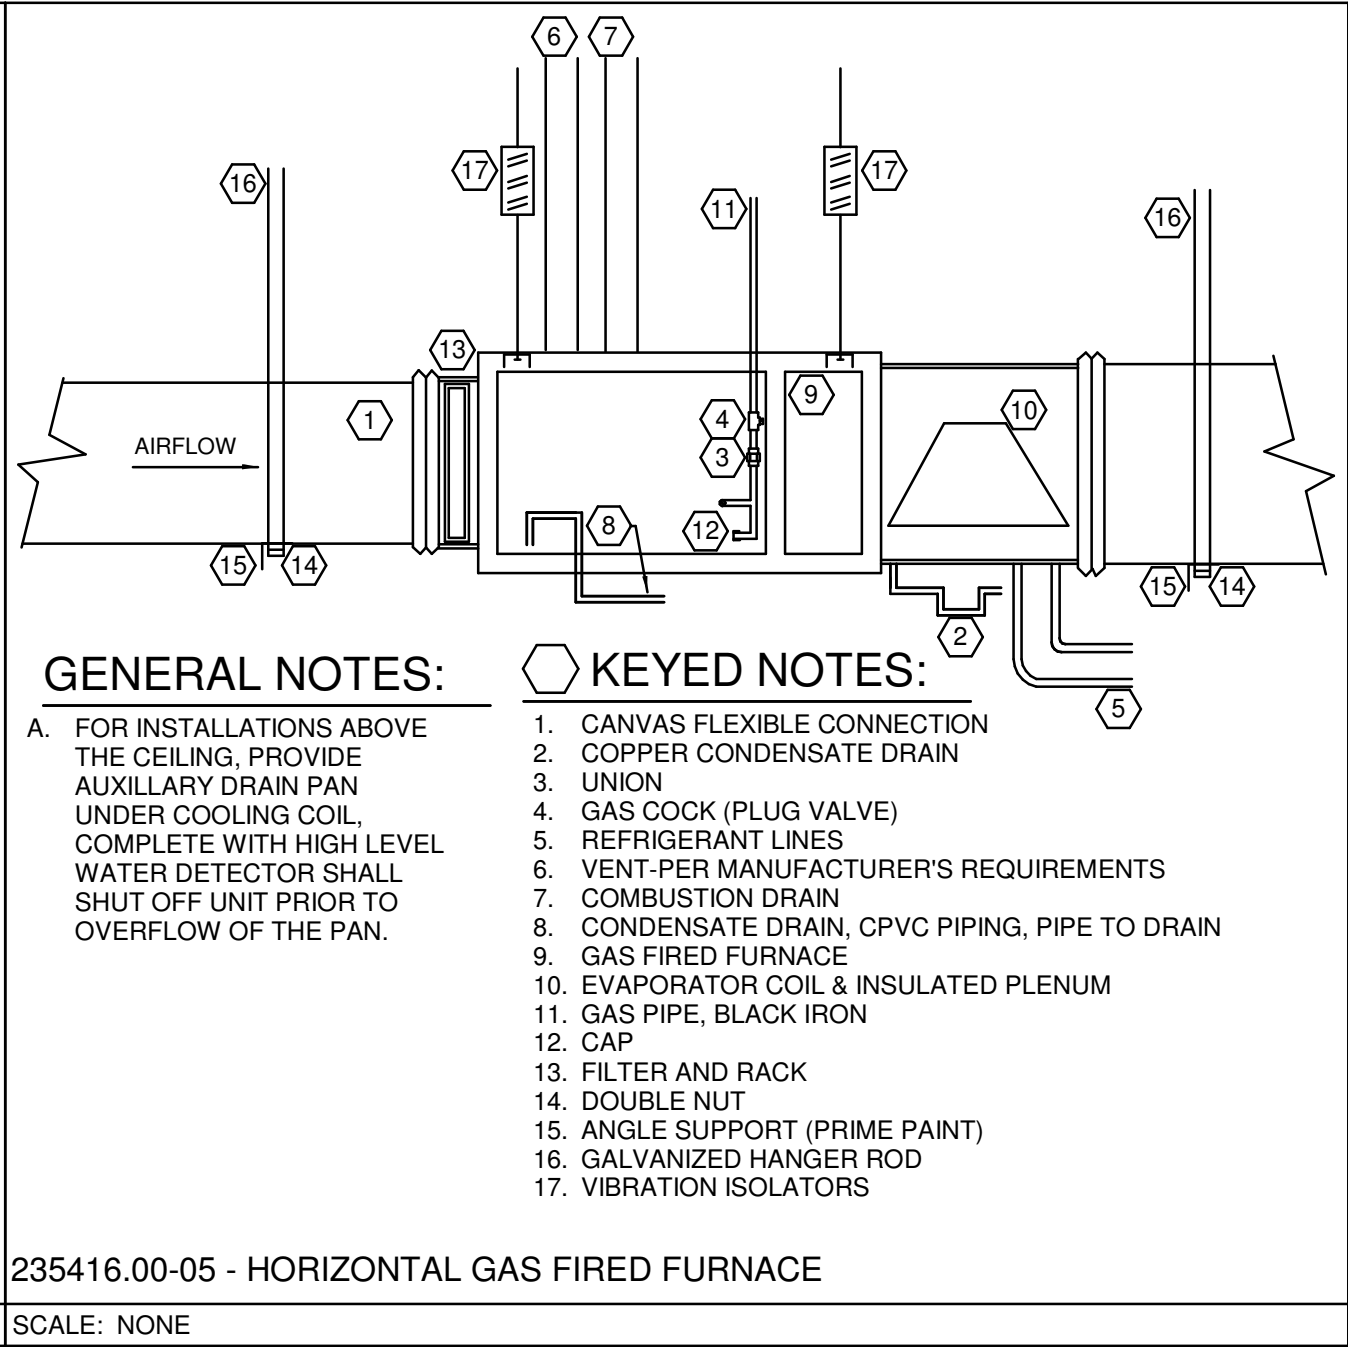 6 7
17 17
16 11 16
13
1 4 9 10
AIRFLOW 3
8 12
15 14 15 14
2
5
GENERAL NOTES:
A. FOR INSTALLATIONS ABOVE
THE CEILING, PROVIDE
AUXILLARY DRAIN PAN
UNDER COOLING COIL,
COMPLETE WITH HIGH LEVEL
WATER DETECTOR SHALL
SHUT OFF UNIT PRIOR TO
OVERFLOW OF THE PAN.
KEYED NOTES:
1. CANVAS FLEXIBLE CONNECTION
2. COPPER CONDENSATE DRAIN
3. UNION
4. GAS COCK (PLUG VALVE)
5. REFRIGERANT LINES
6. VENT-PER MANUFACTURER'S REQUIREMENTS
7. COMBUSTION DRAIN
8. CONDENSATE DRAIN, CPVC PIPING, PIPE TO DRAIN
9. GAS FIRED FURNACE
10. EVAPORATOR COIL & INSULATED PLENUM
11. GAS PIPE, BLACK IRON
12. CAP
13. FILTER AND RACK
14. DOUBLE NUT
15. ANGLE SUPPORT (PRIME PAINT)
16. GALVANIZED HANGER ROD
17. VIBRATION ISOLATORS
235416.00-05 - HORIZONTAL GAS FIRED FURNACE
SCALE: NONE